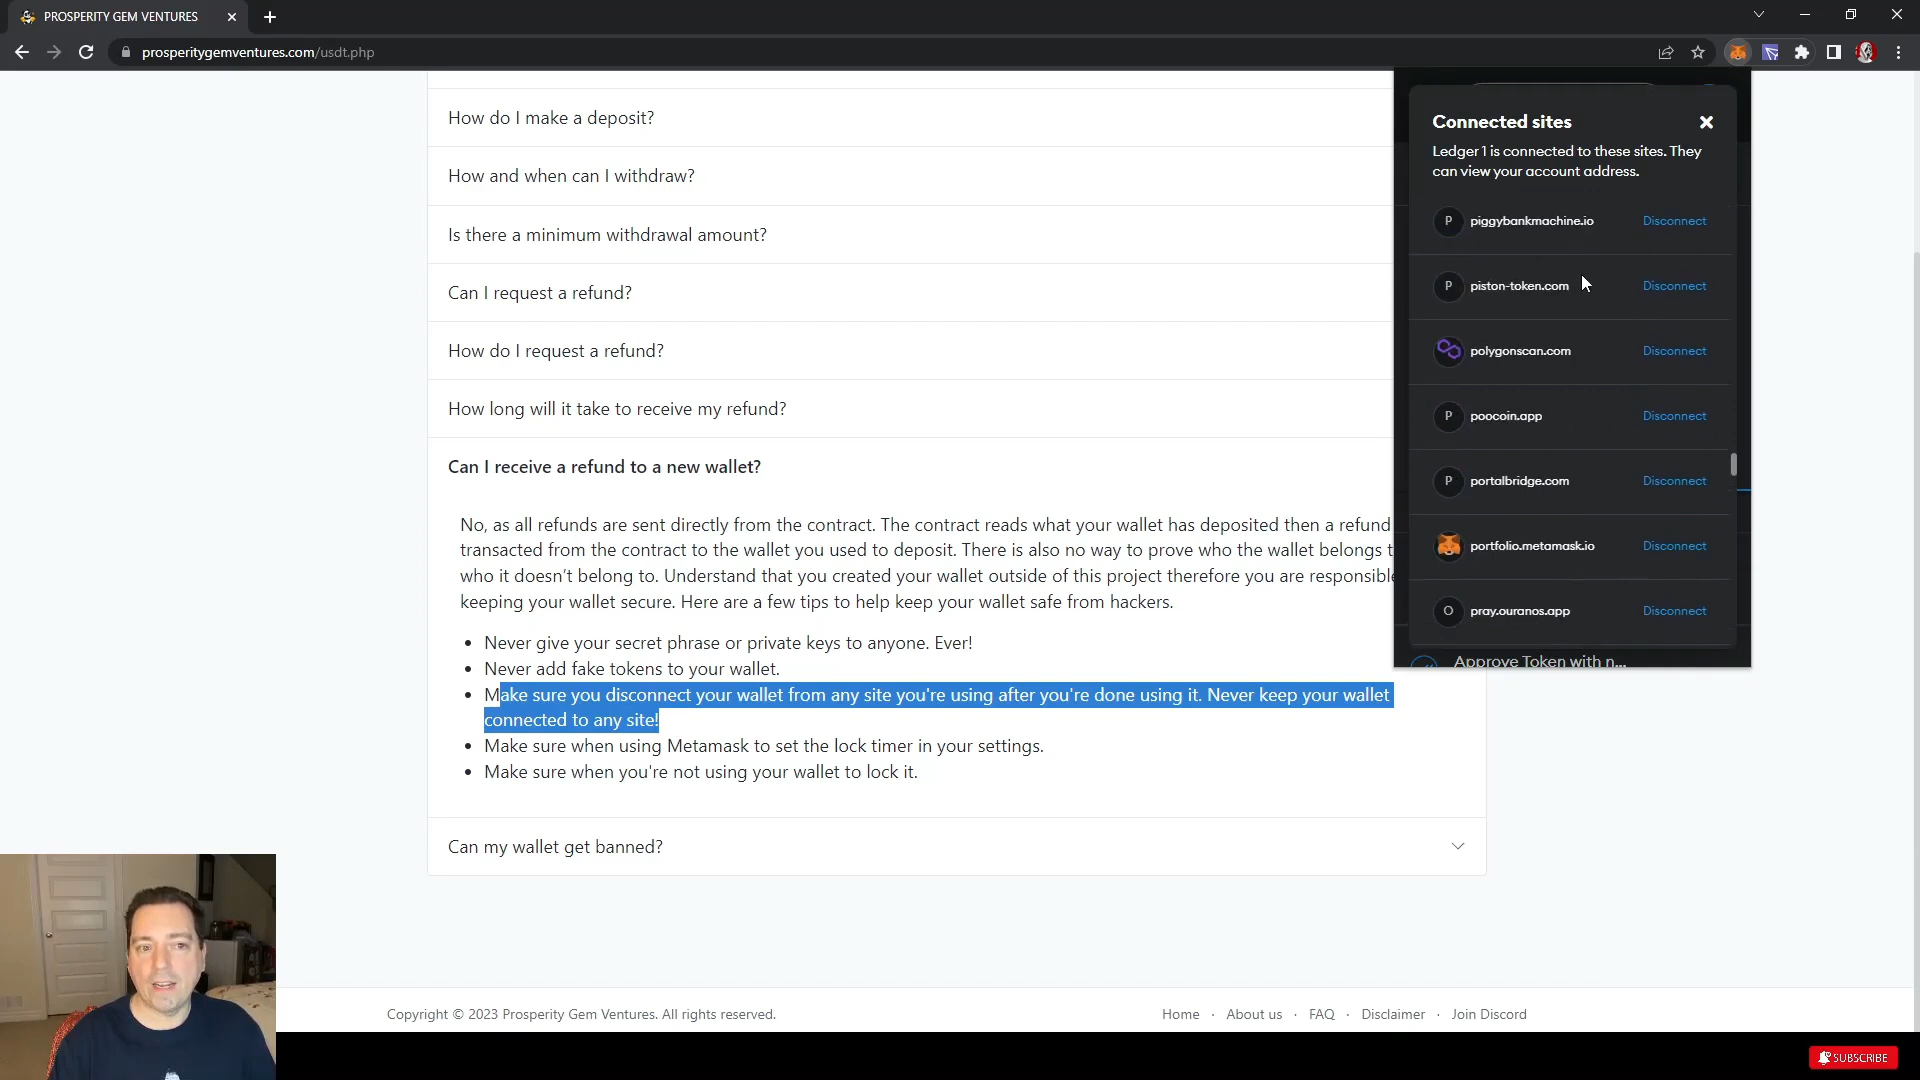 PROSPERITY GEM VENTURES
prosperitygemventures.com/usdt.php
How do I make a deposit?
How and when can I withdraw?
Is there a minimum withdrawal amount?
Can I request a refund?
How do I request a refund?
How long will it take to receive my refund?
Can I receive a refund to a new wallet?
No, as all refunds are sent directly from the contract. The contract reads what your wallet has deposited then a refund
transacted from the contract to the wallet you used to deposit. There is also no way to prove who the wallet belongs
who it doesn’t belong to. Understand that you created your wallet outside of this project therefore you are responsible
keeping your wallet secure. Here are a few tips to help keep your wallet safe from hackers.
• Never give your secret phrase or private keys to anyone. Ever!
• Never add fake tokens to your wallet.
• Make sure you disconnect your wallet from any site you're using after you're done using it. Never keep your wallet
connected to any site!
• Make sure when using Metamask to set the lock timer in your settings.
• Make sure when you're not using your wallet to lock it.
Can my wallet get banned?
Connected sites
Ledger 1 is connected to these sites. They
can view your account address.
P piggybankmachine.io Disconnect
P piston-token.com Disconnect
polygonscan.com Disconnect
P poocoin.app Disconnect
P portalbridge.com Disconnect
portfolio.metamask.io Disconnect
O pray.ouranos.app Disconnect
Approve Token with n...
Copyright © 2023 Prosperity Gem Ventures. All rights reserved.
Home · About us · FAQ · Disclaimer · Join Discord
SUBSCRIBE